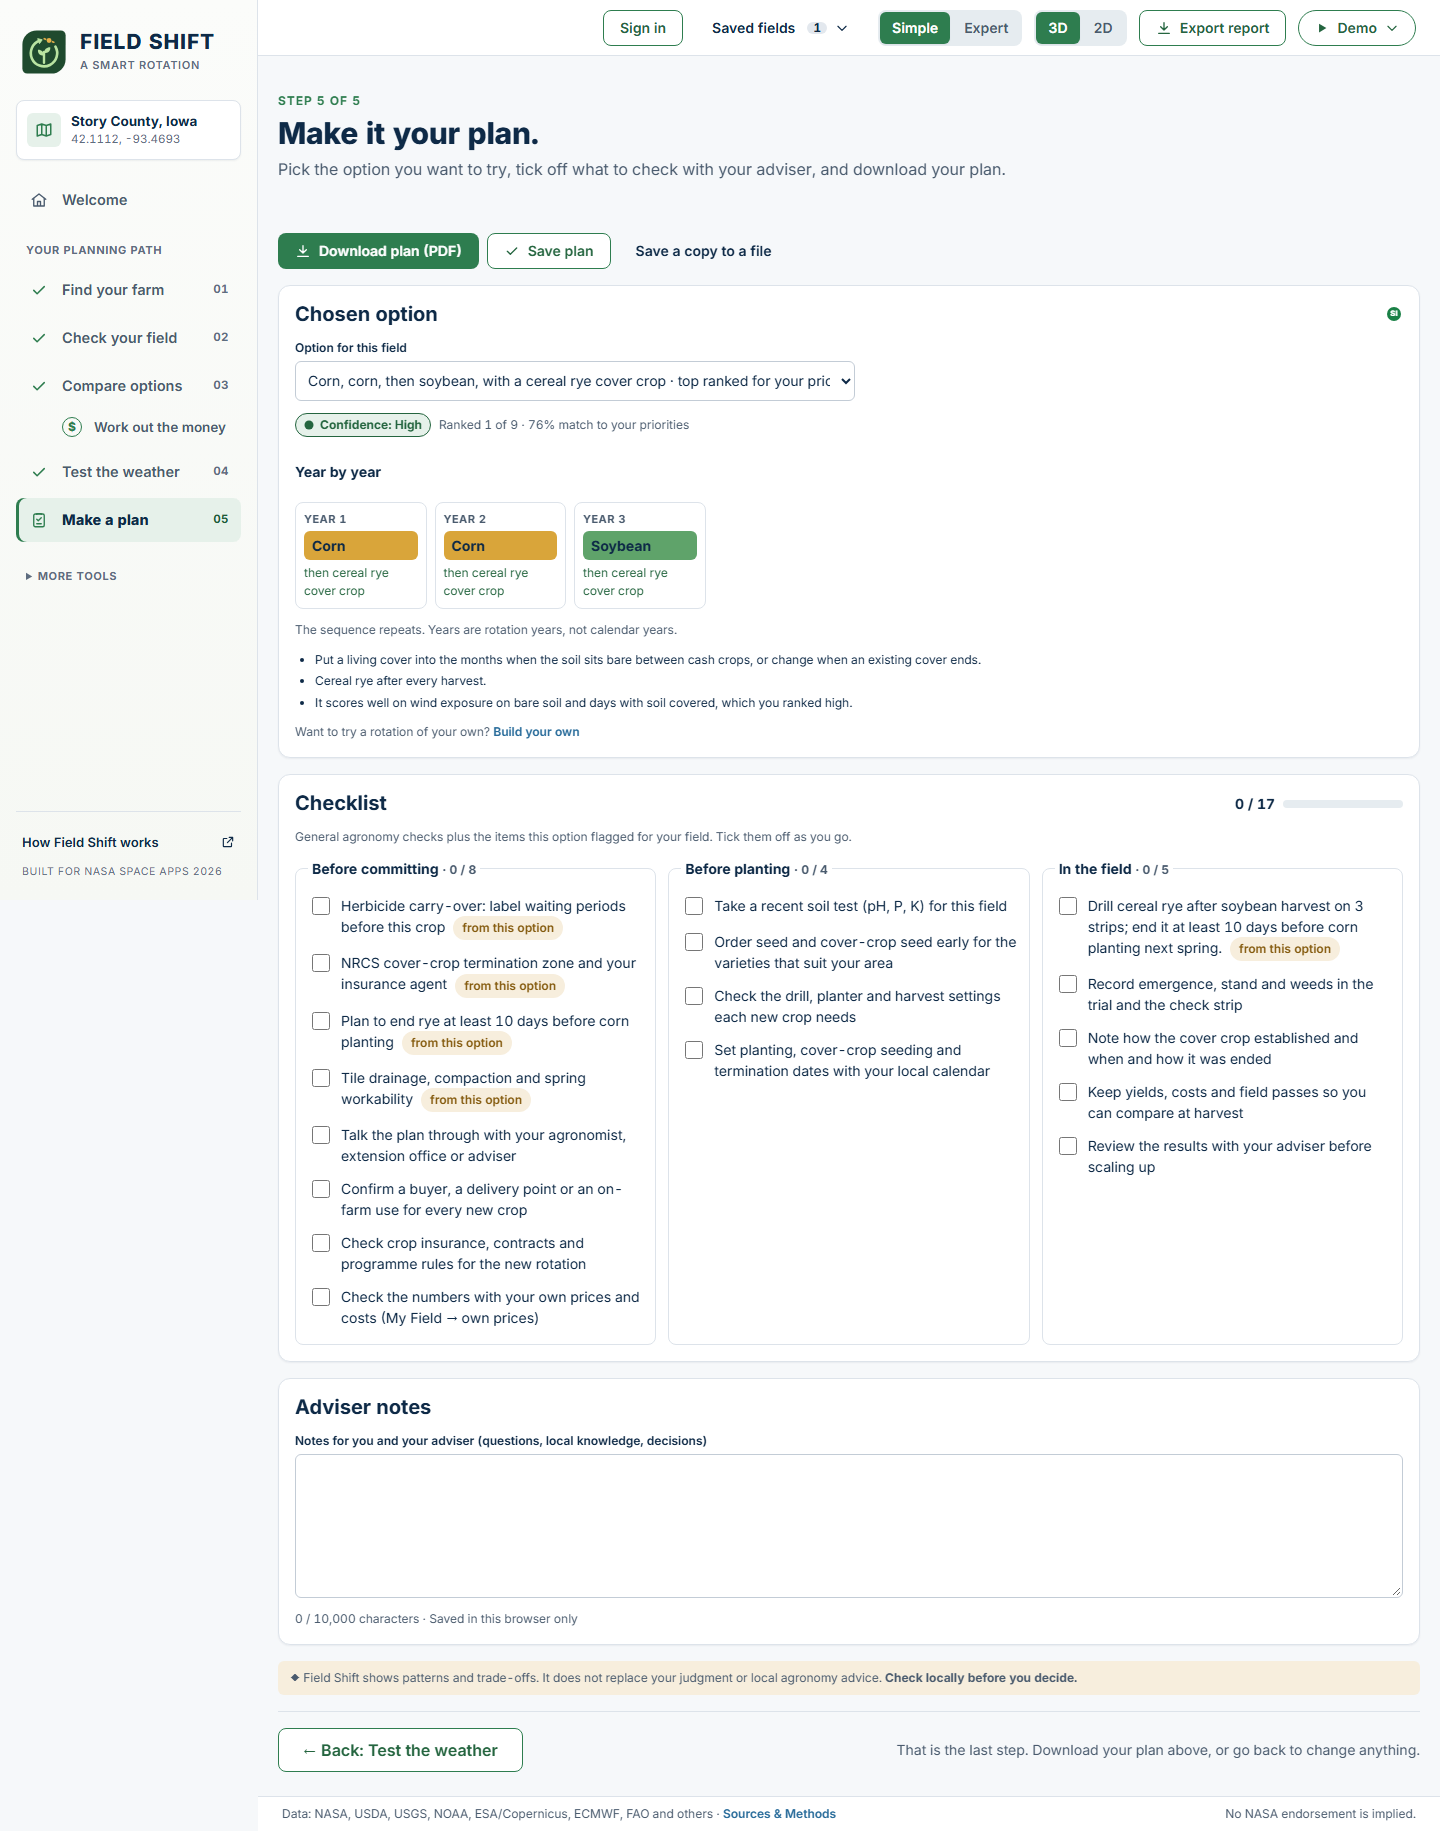 FIELD SHIFT
A SMART ROTATION
Story County, Iowa
42.1112, -93.4693
Welcome
YOUR PLANNING PATH
Find your farm 01
Check your field 02
Compare options 03
$ Work out the money
Test the weather 04
Make a plan 05
MORE TOOLS
How Field Shift works
BUILT FOR NASA SPACE APPS 2026
Sign in
Saved fields 1
Simple Expert
3D 2D
Export report
Demo
STEP 5 OF 5
Make it your plan.
Pick the option you want to try, tick off what to check with your adviser, and download your plan.
Download plan (PDF)
Save plan
Save a copy to a file
Chosen option
SI
Option for this field
Corn, corn, then soybean, with a cereal rye cover crop · top ranked for your pric
Confidence: High
Ranked 1 of 9 · 76% match to your priorities
Year by year
YEAR 1
Corn
then cereal rye
cover crop
YEAR 2
Corn
then cereal rye
cover crop
YEAR 3
Soybean
then cereal rye
cover crop
The sequence repeats. Years are rotation years, not calendar years.
• Put a living cover into the months when the soil sits bare between cash crops, or change when an existing cover ends.
• Cereal rye after every harvest.
• It scores well on wind exposure on bare soil and days with soil covered, which you ranked high.
Want to try a rotation of your own? Build your own
Checklist
0 / 17
General agronomy checks plus the items this option flagged for your field. Tick them off as you go.
Before committing · 0 / 8
Herbicide carry-over: label waiting periods
before this crop from this option
NRCS cover-crop termination zone and your
insurance agent from this option
Plan to end rye at least 10 days before corn
planting from this option
Tile drainage, compaction and spring
workability from this option
Talk the plan through with your agronomist,
extension office or adviser
Confirm a buyer, a delivery point or an on-
farm use for every new crop
Check crop insurance, contracts and
programme rules for the new rotation
Check the numbers with your own prices and
costs (My Field → own prices)
Before planting · 0 / 4
Take a recent soil test (pH, P, K) for this field
Order seed and cover-crop seed early for the
varieties that suit your area
Check the drill, planter and harvest settings
each new crop needs
Set planting, cover-crop seeding and
termination dates with your local calendar
In the field · 0 / 5
Drill cereal rye after soybean harvest on 3
strips; end it at least 10 days before corn
planting next spring. from this option
Record emergence, stand and weeds in the
trial and the check strip
Note how the cover crop established and
when and how it was ended
Keep yields, costs and field passes so you
can compare at harvest
Review the results with your adviser before
scaling up
Adviser notes
Notes for you and your adviser (questions, local knowledge, decisions)
0 / 10,000 characters · Saved in this browser only
◆ Field Shift shows patterns and trade-offs. It does not replace your judgment or local agronomy advice. Check locally before you decide.
← Back: Test the weather
That is the last step. Download your plan above, or go back to change anything.
Data: NASA, USDA, USGS, NOAA, ESA/Copernicus, ECMWF, FAO and others · Sources & Methods
No NASA endorsement is implied.